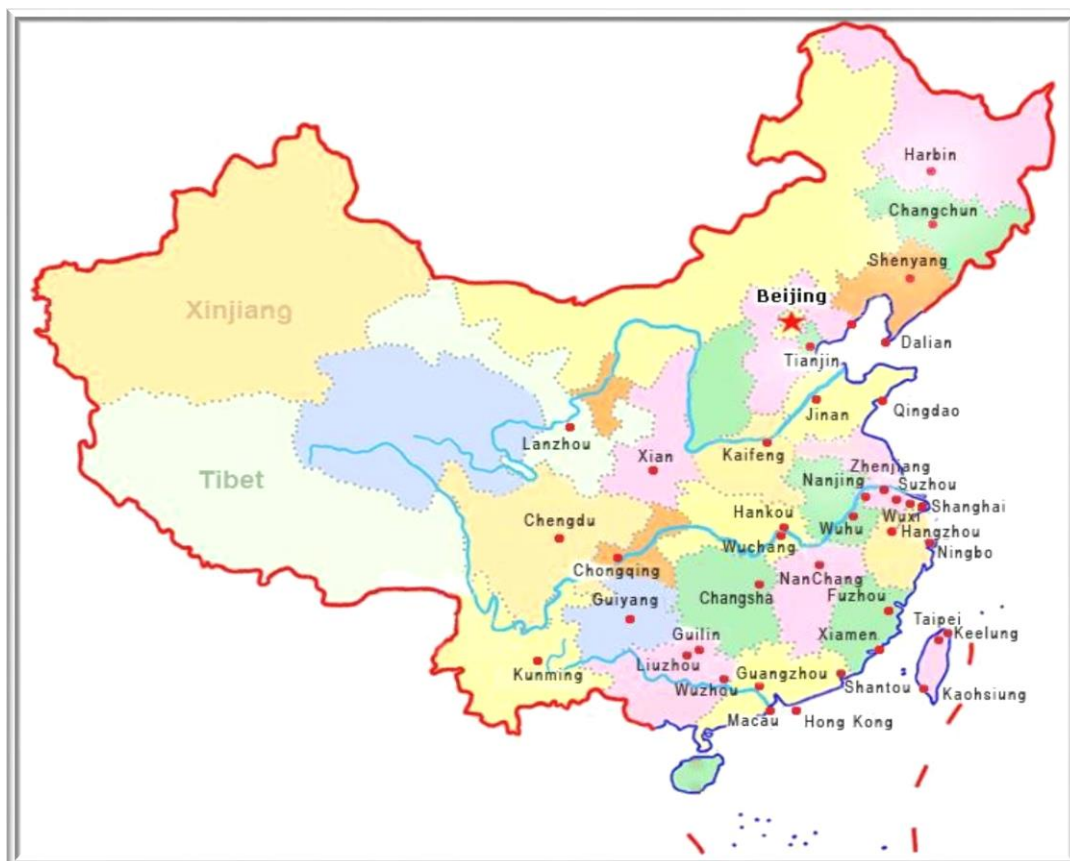 Harbin
Changchun
Shenyang
Beijing
Xinjiang
Dalian
Tianjin
Jinan
Qingdao
Lanzhou
Kaifeng
Xian
Zhenjiang
Tibet
Nanjing
Suzhou
Shanghai
Hankou
Chengdu
Wuhu
Wuxi
Hangzhou
Wuchang
Ningbo
Chongqing
NanChang
Changsha
Fuzhou
Guiyang
Taipei
Keelung
Guilin
Xiamen
Liuzhou
Kunming
Guangzhou
Wuzhou
Shantou
Kaohsiung
Macau
Hong Kong